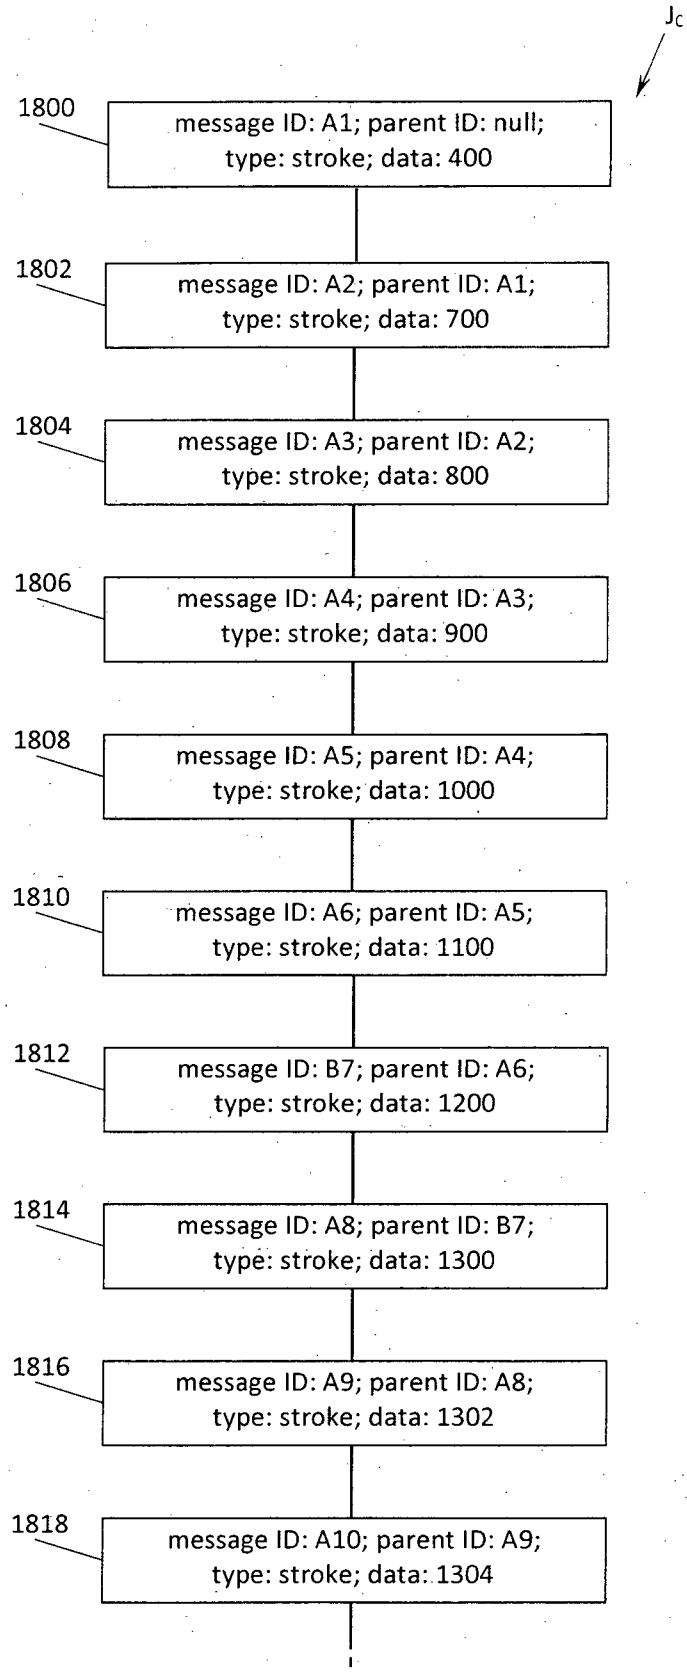 Jc
1800
message ID: A1; parent ID: null;
type: stroke; data: 400
1802
message ID: A2; parent ID: A1;
type: stroke; data: 700
1804
message ID: A3; parent ID: A2;
type: stroke; data: 800
1806
message ID: A4; parent ID: A3;
type: stroke; data: 900
1808
message ID: A5; parent ID: A4;
type: stroke; data: 1000
1810
message ID: A6; parent ID: A5;
type: stroke; data: 1100
1812
message ID: B7; parent ID: A6;
type: stroke; data: 1200
1814
message ID: A8; parent ID: B7;
type: stroke; data: 1300
1816
message ID: A9; parent ID: A8;
type: stroke; data: 1302
1818
message ID: A10; parent ID: A9;
type: stroke; data: 1304